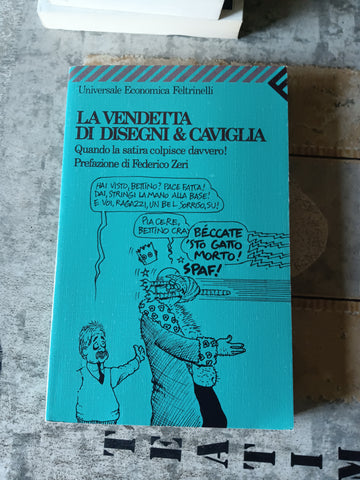 Universale Economica Feltrinelli
LA VENDETTA
DI DISEGNI & CAVIGLIA
Quando la satira colpisce davvero!
Prefazione di Federico Zeri
HAI VISTO, BETTINO? PACE FATTA!
DAI, STRINGI LA MANO ALLA BASE!
E VOI, RAGAZZI, UN BEL SORRISO, SU!
PIACERE,
BETTINO CRA
BÉCCATE
'STO GATTO
MORTO!
SPAF!
T E
A T I